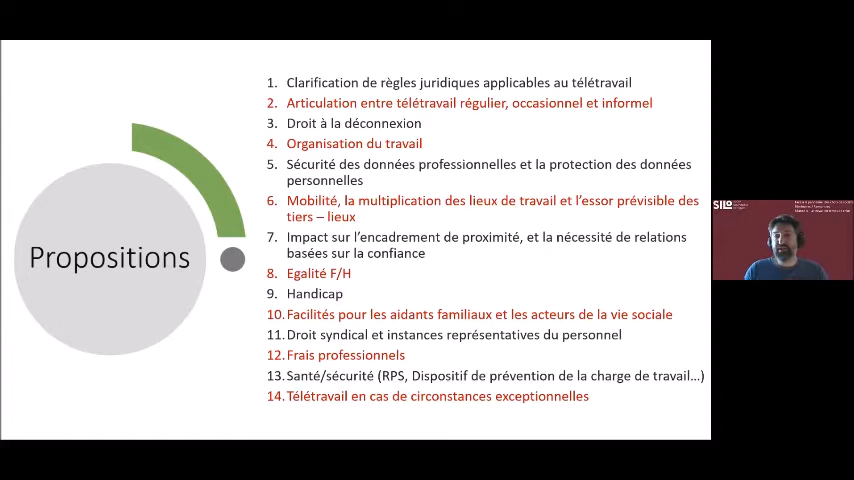 Propositions
1. Clarification de règles juridiques applicables au télétravail
2. Articulation entre télétravail régulier, occasionnel et informel
3. Droit à la déconnexion
4. Organisation du travail
5. Sécurité des données professionnelles et la protection des données
personnelles
6. Mobilité, la multiplication des lieux de travail et l'essor prévisible des
tiers – lieux
7. Impact sur l'encadrement de proximité, et la nécessité de relations
basées sur la confiance
8. Egalité F/H
9. Handicap
10. Facilités pour les aidants familiaux et les acteurs de la vie sociale
11. Droit syndical et instances représentatives du personnel
12. Frais professionnels
13. Santé/sécurité (RPS, Dispositif de prévention de la charge de travail…)
14. Télétravail en cas de circonstances exceptionnelles
SILO